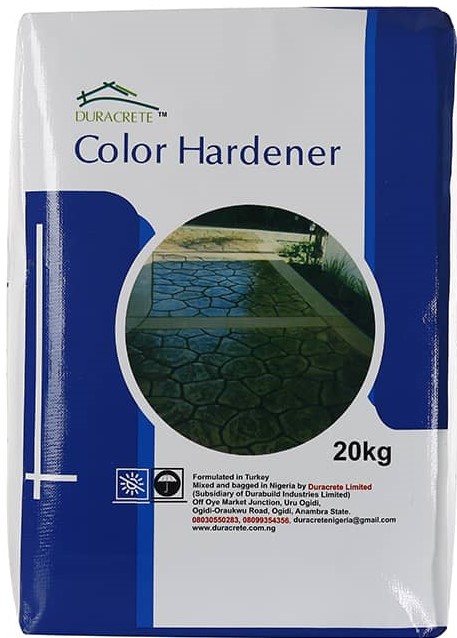 DURACRETE ™
Color Hardener
20kg
Formulated in Turkey
Mixed and bagged in Nigeria by Duracrete Limited
(Subsidiary of Durabuild Industries Limited)
Off Oye Market Junction, Uru Ogidi,
Ogidi-Oraukwu Road, Ogidi, Anambra State.
08030550283, 08099354356. duracretenigeria@gmail.com
www.duracrete.com.ng